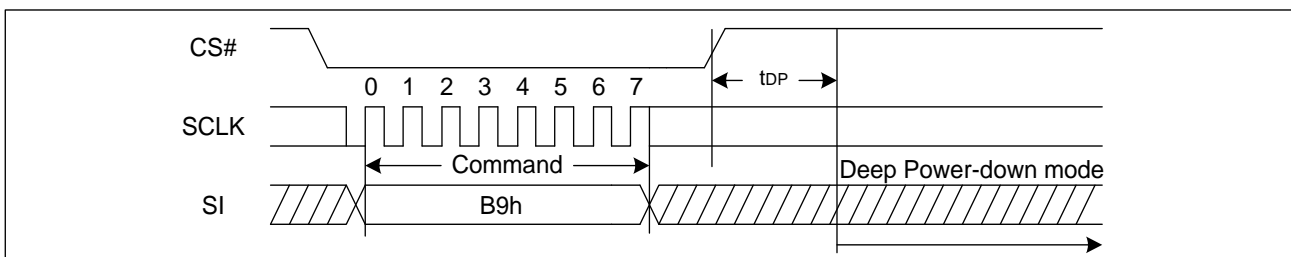 CS#
tDP
0 1 2 3 4 5 6 7
SCLK
Command
Deep Power-down mode
SI
B9h